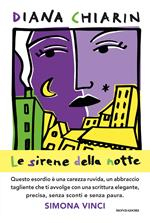 DIANA CHIARIN
Le sirene della notte
Questo esordio è una carezza ruvida, un abbraccio
tagliente che ti avvolge con una scrittura elegante,
precisa, senza sconti e senza paura.
SIMONA VINCI
MONDADORI